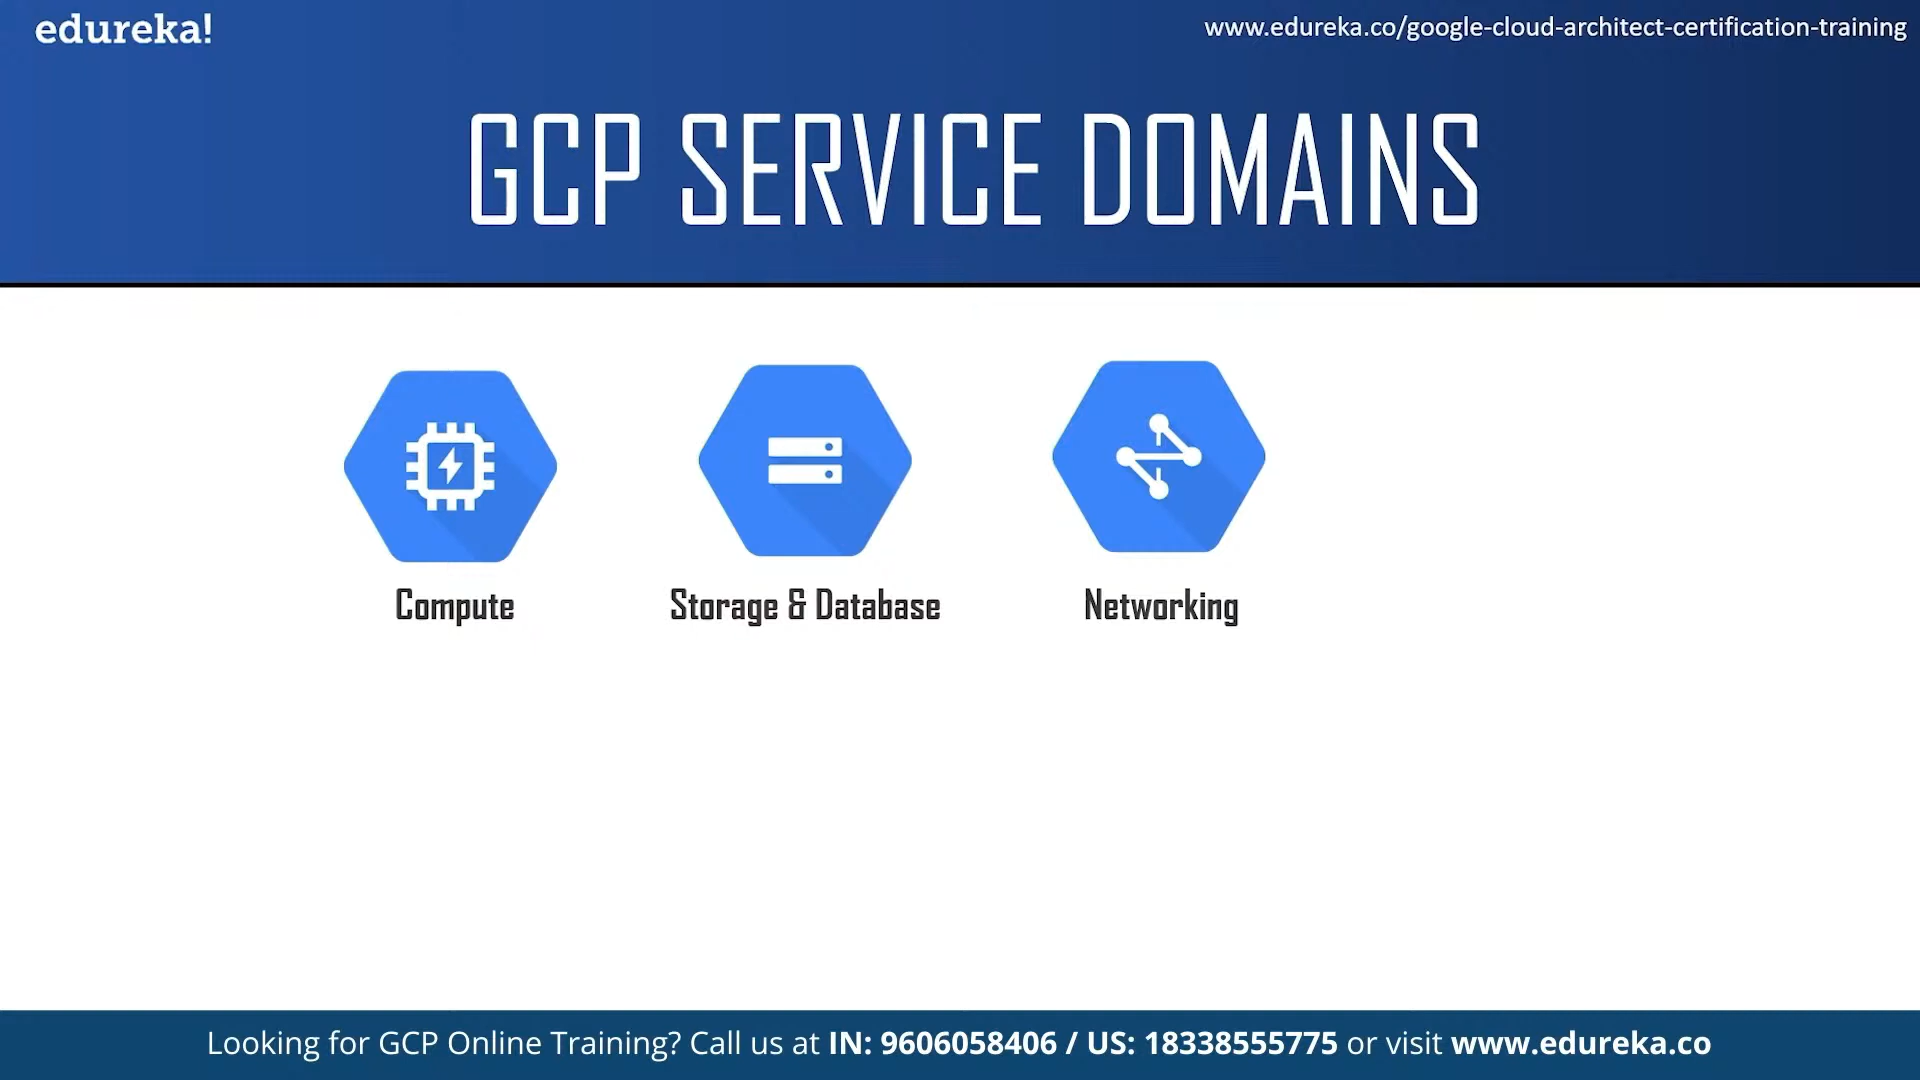 edureka!
www.edureka.co/google-cloud-architect-certification-training
GCP SERVICE DOMAINS
Compute
Storage & Database
Networking
Looking for GCP Online Training? Call us at IN: 9606058406 / US: 18338555775 or visit www.edureka.co